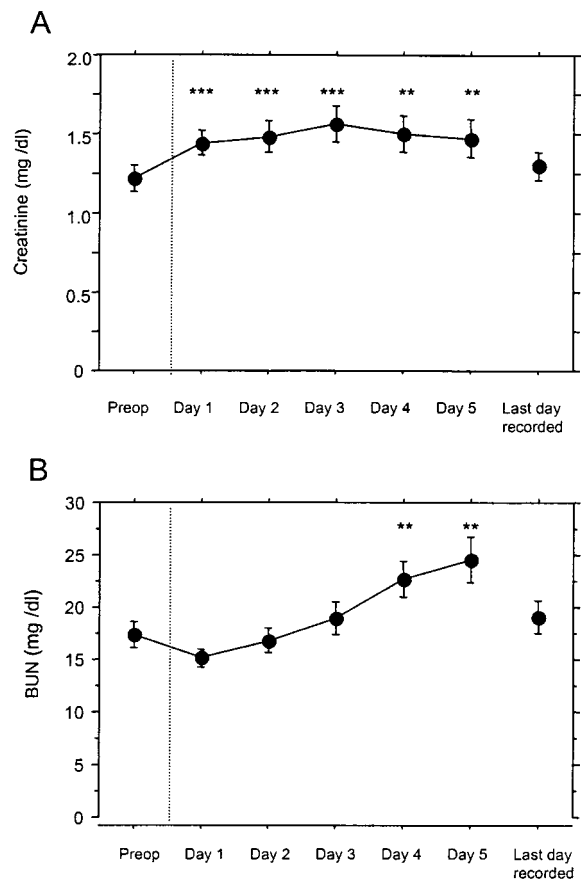 A
Creatinine (mg /dl)
2.0
1.5
1.0
0.5
0
*** *** *** ** **
Preop Day 1 Day 2 Day 3 Day 4 Day 5 Last day
recorded
B
BUN (mg /dl)
30
25
20
15
10
5
0
** **
Preop Day 1 Day 2 Day 3 Day 4 Day 5 Last day
recorded